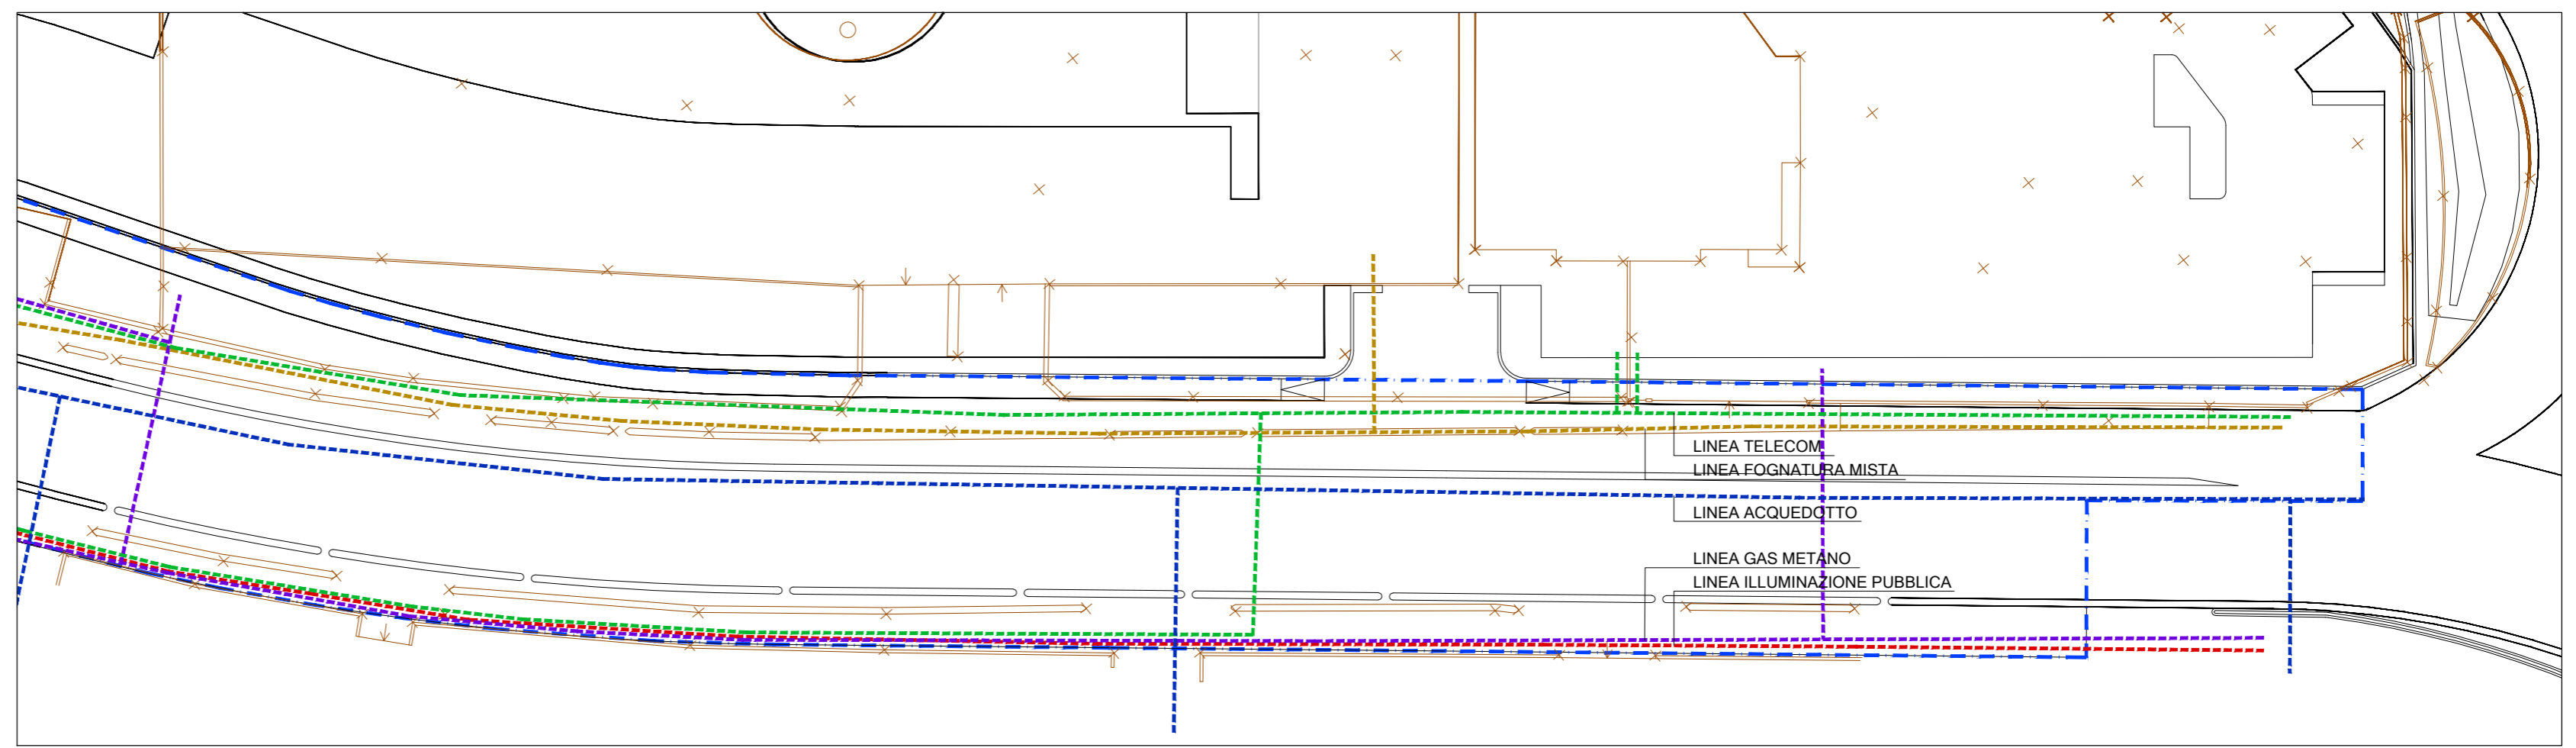 LINEA TELECOM
LINEA FOGNATURA MISTA
LINEA ACQUEDOTTO
LINEA GAS METANO
LINEA ILLUMINAZIONE PUBBLICA